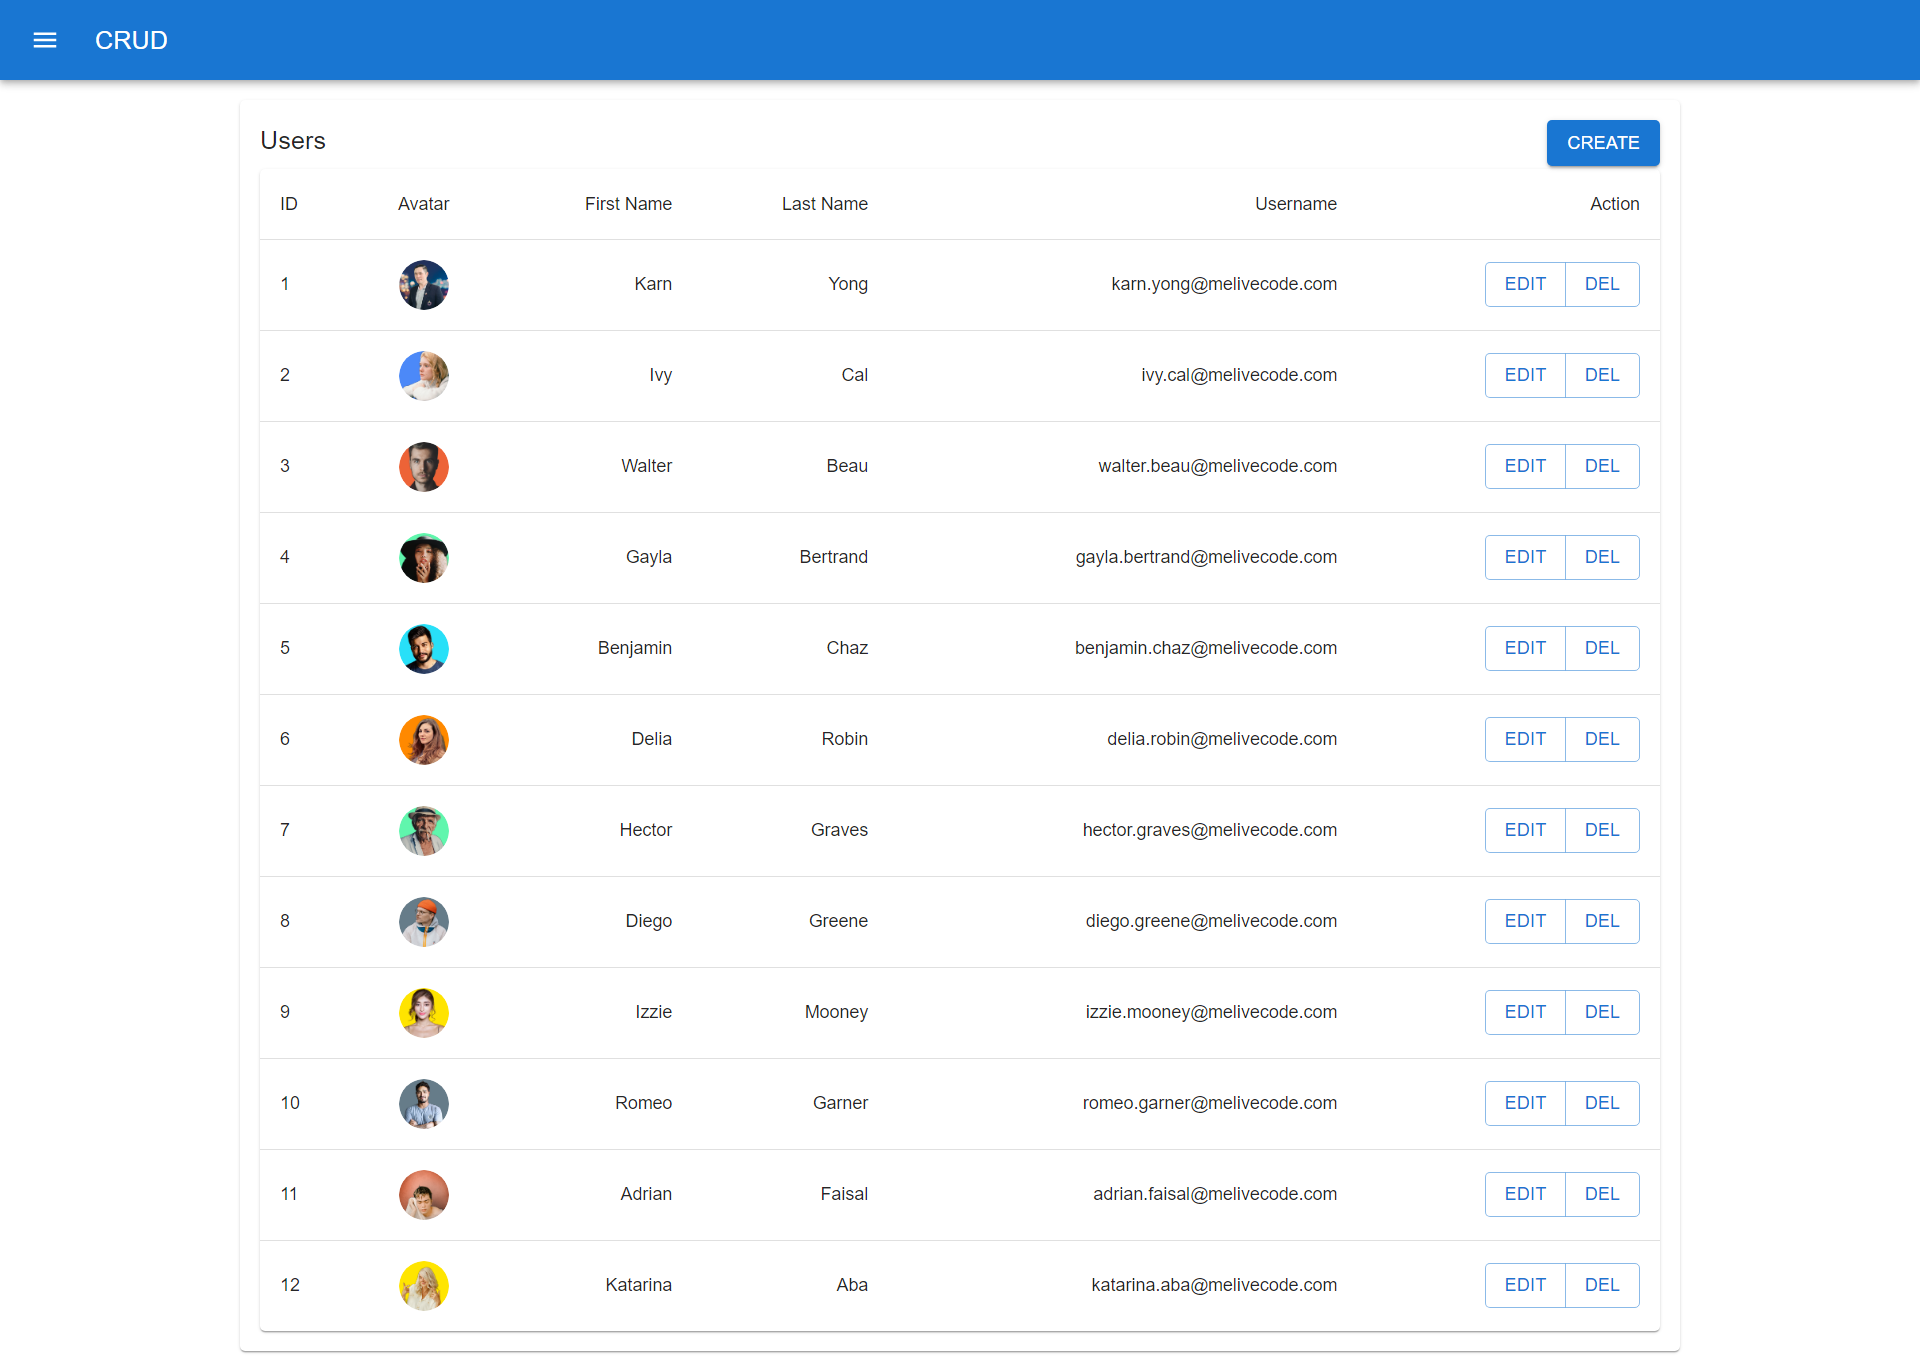 CRUD
Users CREATE
ID Avatar First Name Last Name Username Action
1 Karn Yong karn.yong@melivecode.com EDIT DEL
2 Ivy Cal ivy.cal@melivecode.com EDIT DEL
3 Walter Beau walter.beau@melivecode.com EDIT DEL
4 Gayla Bertrand gayla.bertrand@melivecode.com EDIT DEL
5 Benjamin Chaz benjamin.chaz@melivecode.com EDIT DEL
6 Delia Robin delia.robin@melivecode.com EDIT DEL
7 Hector Graves hector.graves@melivecode.com EDIT DEL
8 Diego Greene diego.greene@melivecode.com EDIT DEL
9 Izzie Mooney izzie.mooney@melivecode.com EDIT DEL
10 Romeo Garner romeo.garner@melivecode.com EDIT DEL
11 Adrian Faisal adrian.faisal@melivecode.com EDIT DEL
12 Katarina Aba katarina.aba@melivecode.com EDIT DEL